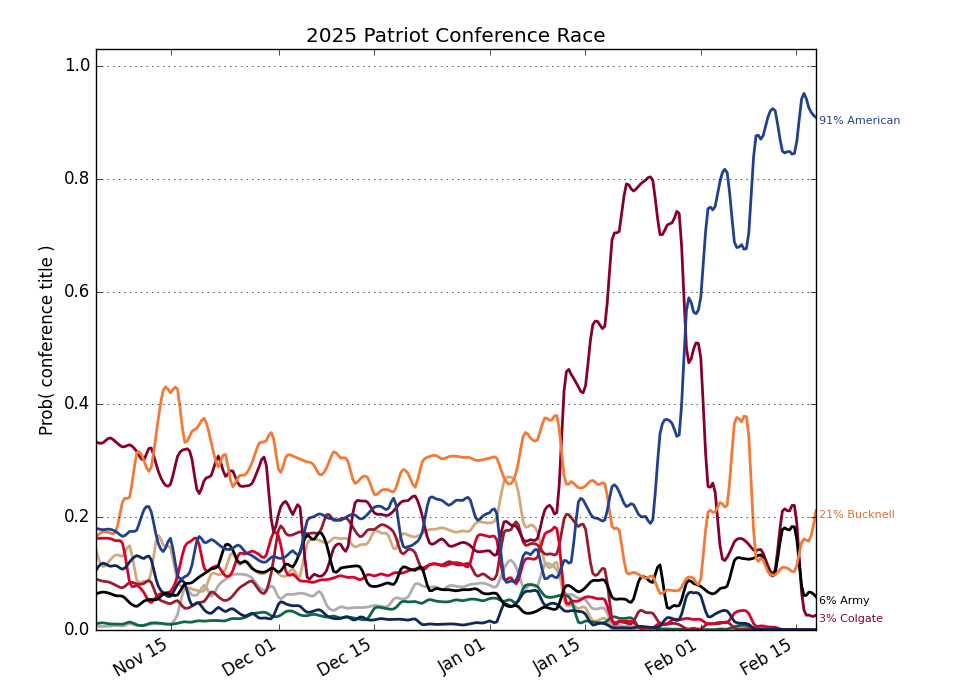 2025 Patriot Conference Race
Prob( conference title )
1.0
0.8
0.6
0.4
0.2
0.0
Nov 15
Dec 01
Dec 15
Jan 01
Jan 15
Feb 01
Feb 15
91% American
21% Bucknell
6% Army
3% Colgate